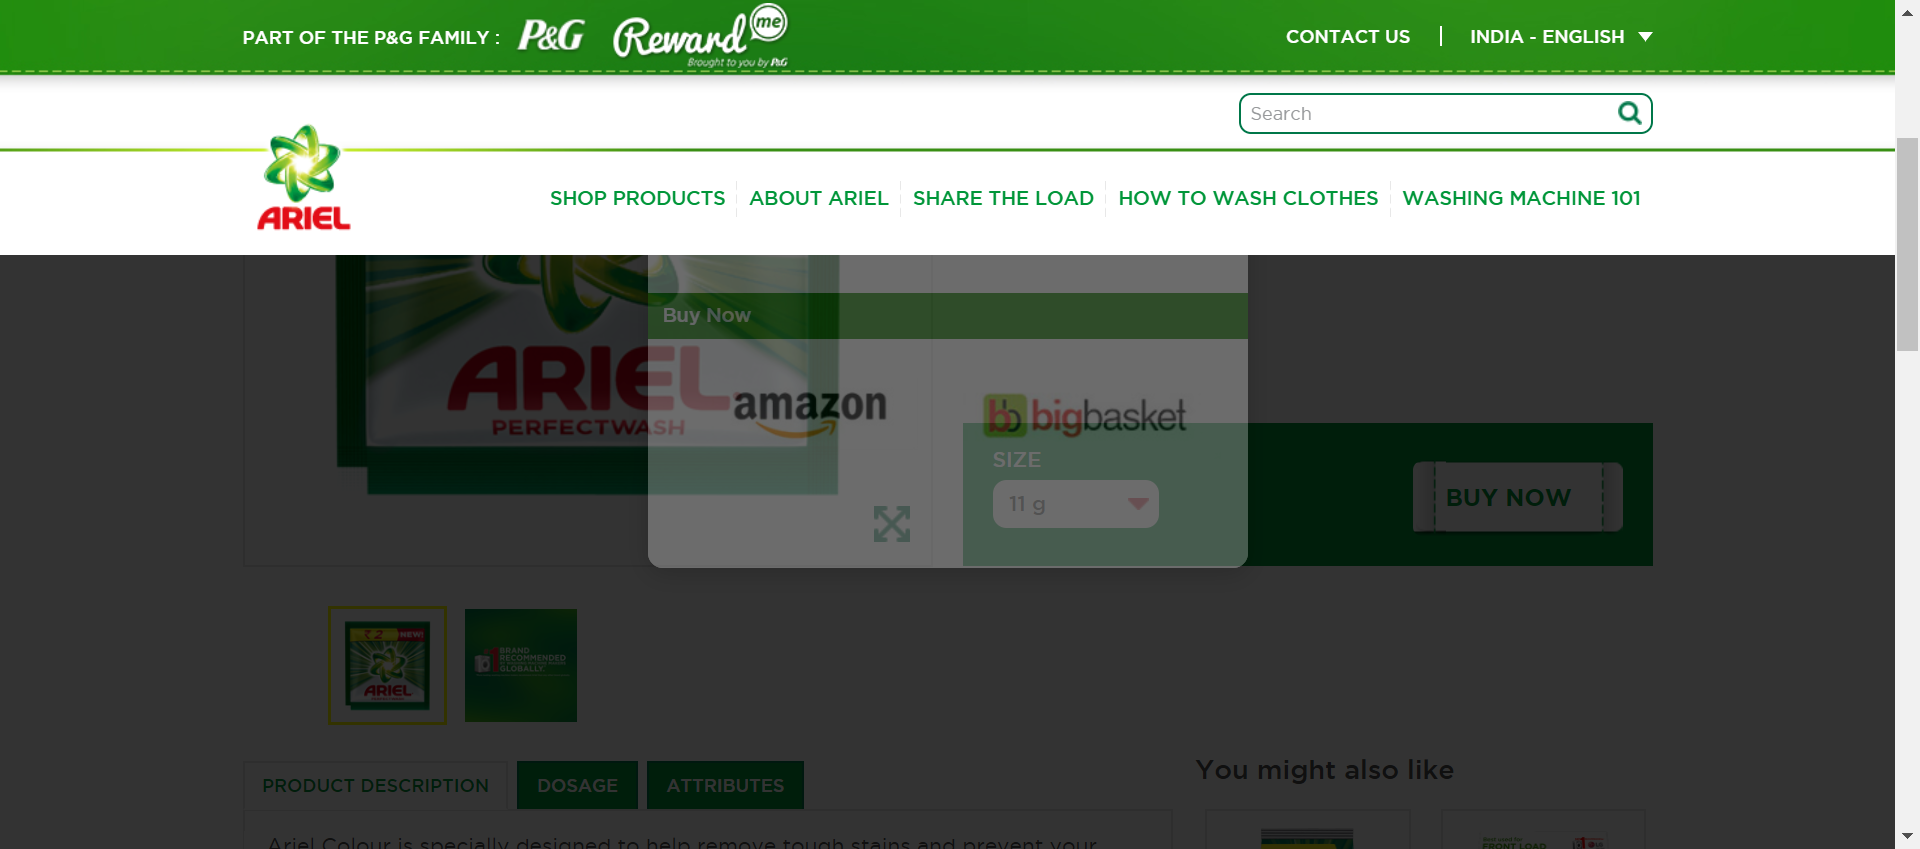 PART OF THE P&G FAMILY :
P&G
Reward me
Brought to you by P&G
CONTACT US
INDIA - ENGLISH
Search
ARIEL
SHOP PRODUCTS
ABOUT ARIEL
SHARE THE LOAD
HOW TO WASH CLOTHES
WASHING MACHINE 101
Buy Now
ARIEL
PERFECTWASH
amazon
bb bigbasket
SIZE
11 g
BUY NOW
₹ 2 NEW!
ARIEL
#1 BRAND
RECOMMENDED
GLOBALLY.
PRODUCT DESCRIPTION
DOSAGE
ATTRIBUTES
You might also like
Ariel Colour is specially designed to help remove tough stains and prevent your
FRONT LOAD